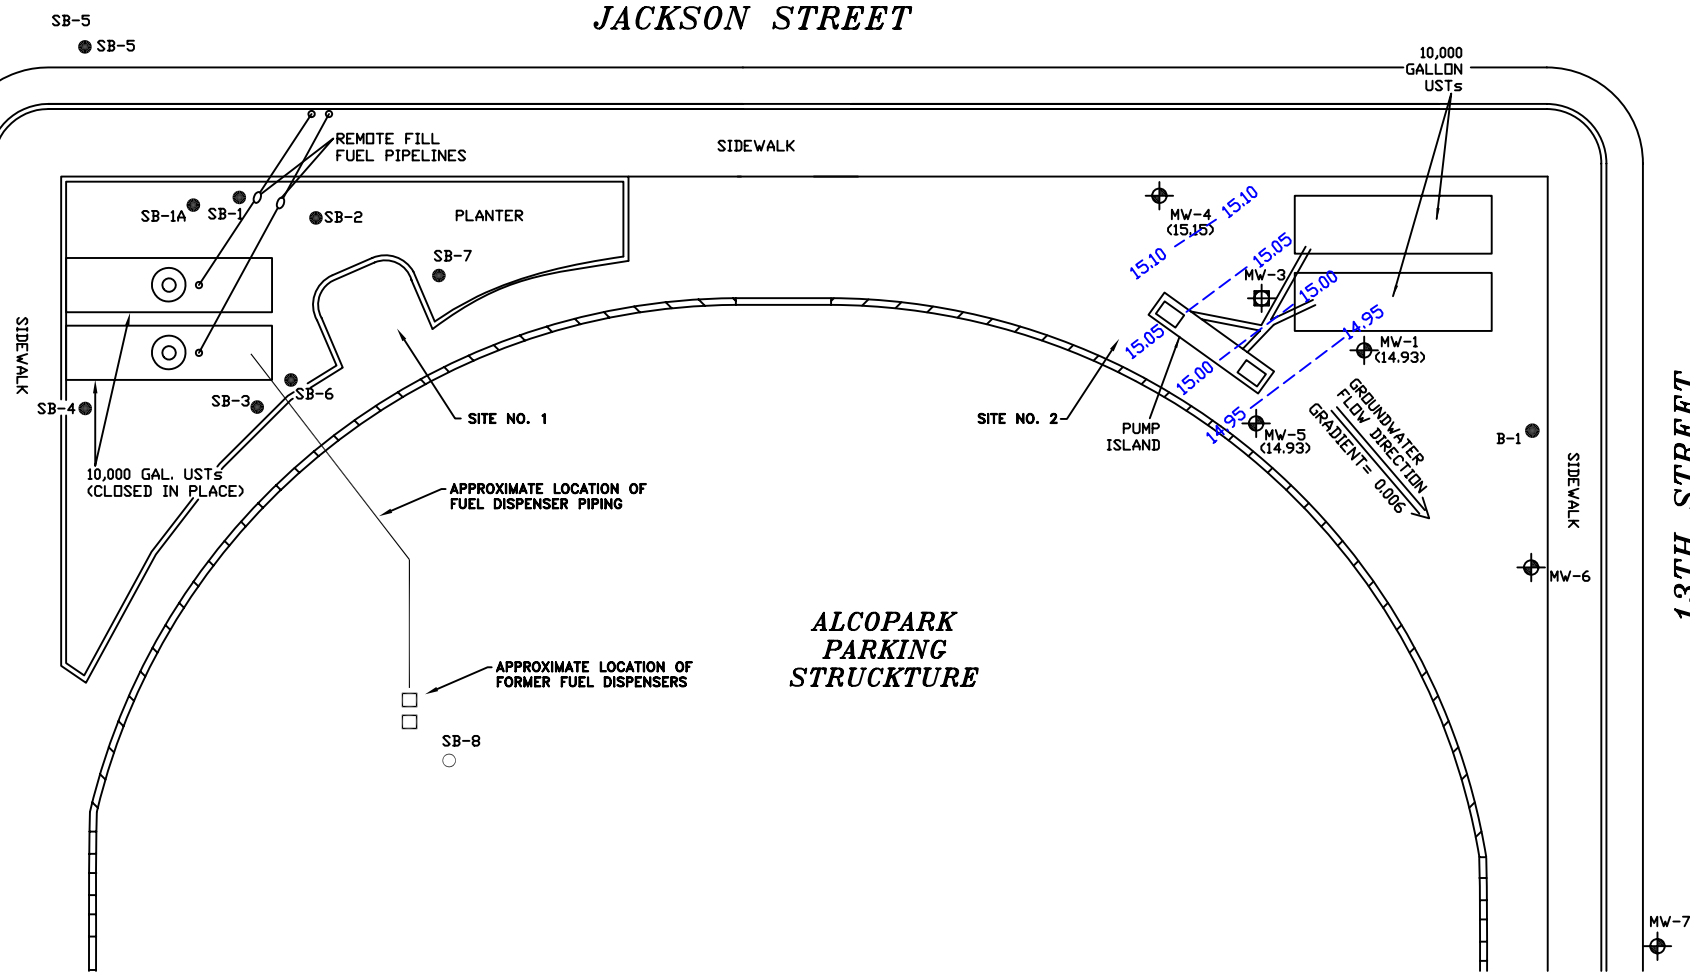 JACKSON STREET
SB-5
SB-5
10,000
GALLON
USTs
REMOTE FILL
FUEL PIPELINES
SIDEWALK
SB-1A
SB-1
SB-2
PLANTER
SB-7
MW-4
(15.15)
15.10
15.10
15.05
MW-3
15.00
14.95
15.05
15.00
14.95
MW-1
(14.93)
SIDEWALK
SB-4
SB-3
SB-6
SITE NO. 1
SITE NO. 2
PUMP
ISLAND
MW-5
(14.93)
GROUNDWATER
FLOW DIRECTION
GRADIENT= 0.006
B-1
SIDEWALK
13TH STREET
10,000 GAL. USTs
(CLOSED IN PLACE)
APPROXIMATE LOCATION OF
FUEL DISPENSER PIPING
MW-6
ALCOPARK
PARKING
STRUCKTURE
APPROXIMATE LOCATION OF
FORMER FUEL DISPENSERS
SB-8
MW-7